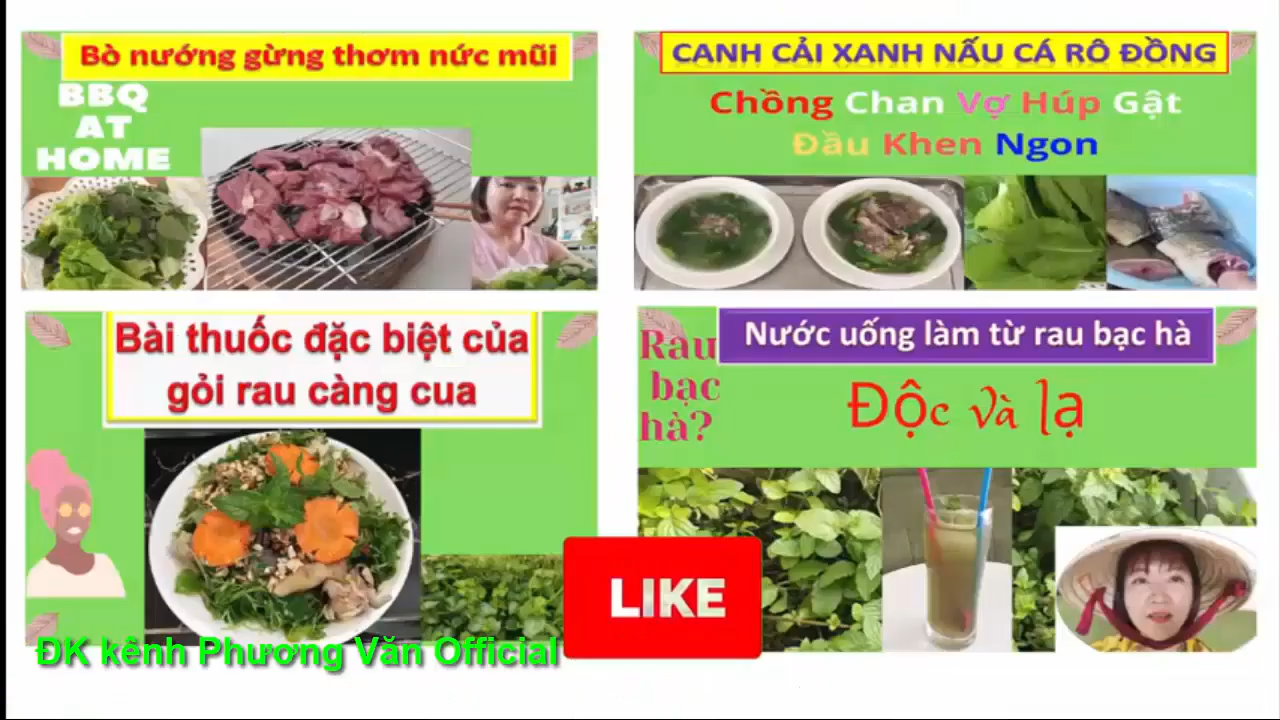 Bò nướng gừng thơm nức mũi
BBQ
AT
HOME
CANH CẢI XANH NẤU CÁ RÔ ĐỒNG
Chồng Chan Vợ Húp Gật
Đầu Khen Ngon
Bài thuốc đặc biệt của
gỏi rau càng cua
Nước uống làm từ rau bạc hà
Rau
bạc
hà?
Độc và lạ
LIKE
ĐK kênh Phương Văn Official